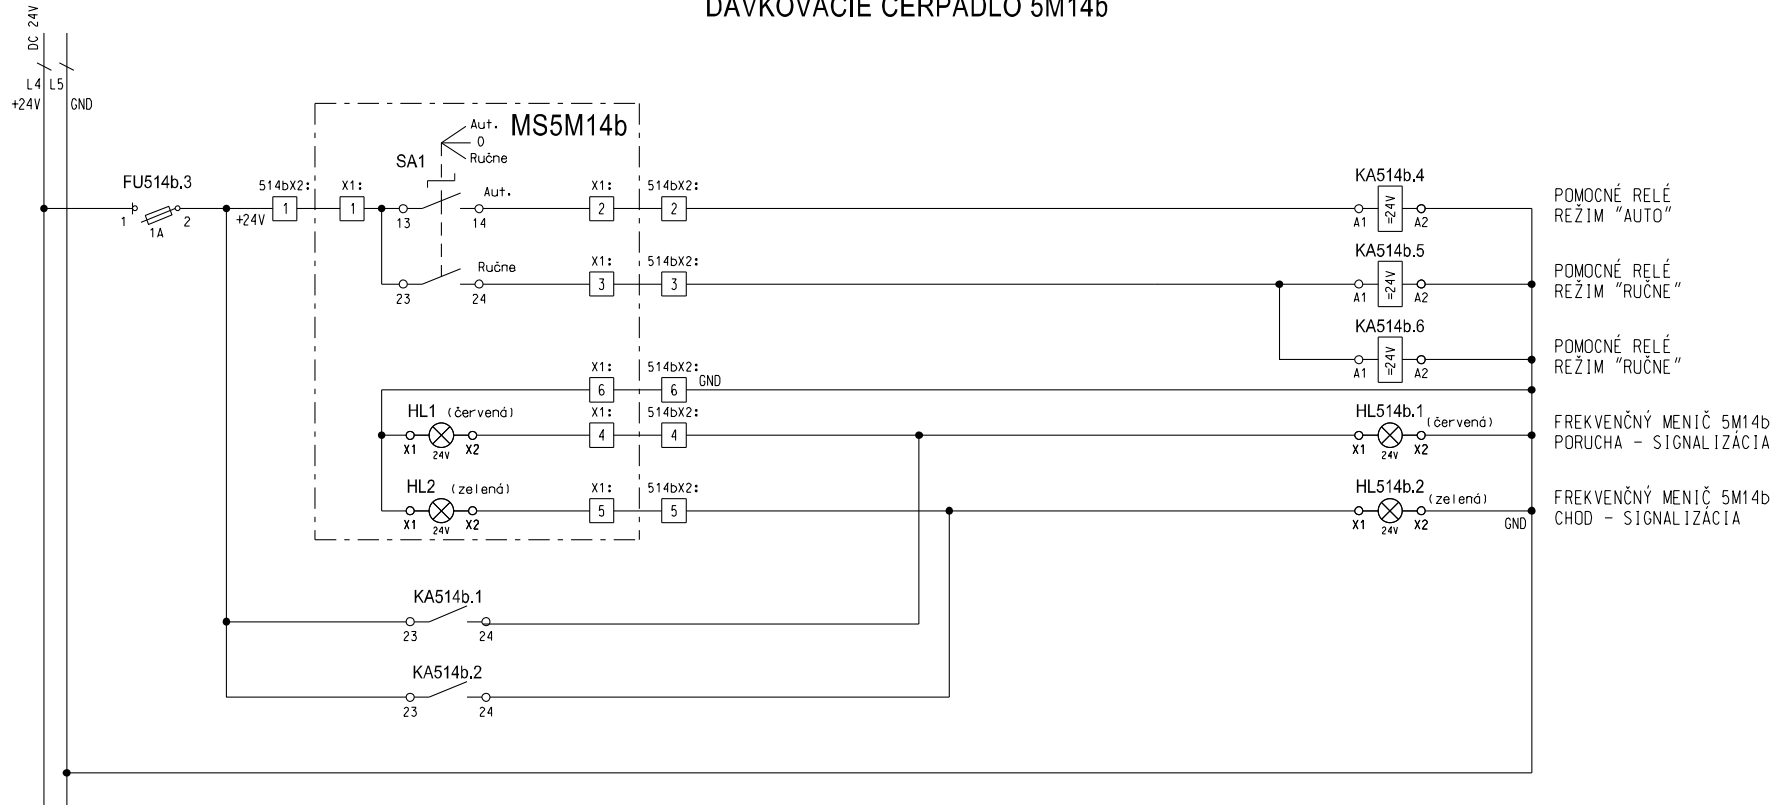 DÁVKOVACIE ČERPADLO 5M14b
DC 24V
L4 L5
+24V GND
MS5M14b
Aut.
0
Ručne
SA1
FU514b.3
1 2
1A
+24V
514bX2:
1
X1:
1
Aut.
13 14
X1:
2
514bX2:
2
KA514b.4
=24V
A1 A2
POMOCNÉ RELÉ
REŽIM "AUTO"
Ručne
23 24
X1:
3
514bX2:
3
KA514b.5
=24V
A1 A2
POMOCNÉ RELÉ
REŽIM "RUČNE"
KA514b.6
=24V
A1 A2
POMOCNÉ RELÉ
REŽIM "RUČNE"
X1:
6
514bX2:
6
GND
HL1 (červená)
X1 X2
24V
X1:
4
514bX2:
4
HL514b.1 (červená)
X1 X2
24V
FREKVENČNÝ MENIČ 5M14b
PORUCHA - SIGNALIZÁCIA
HL2 (zelená)
X1 X2
24V
X1:
5
514bX2:
5
HL514b.2 (zelená)
X1 X2
24V
GND
FREKVENČNÝ MENIČ 5M14b
CHOD - SIGNALIZÁCIA
KA514b.1
23 24
KA514b.2
23 24